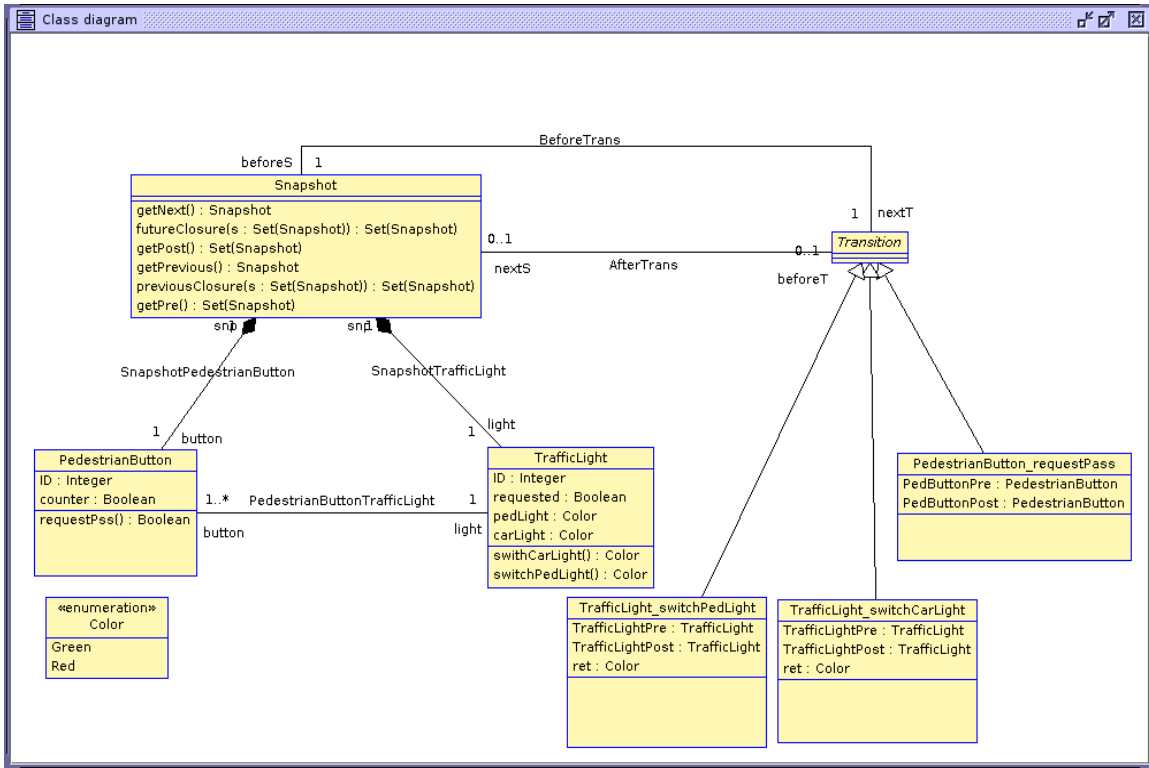 Class diagram
BeforeTrans
beforeS 1
Snapshot
getNext() : Snapshot
futureClosure(s : Set(Snapshot)) : Set(Snapshot)
getPost() : Set(Snapshot)
getPrevious() : Snapshot
previousClosure(s : Set(Snapshot)) : Set(Snapshot)
getPre() : Set(Snapshot)
1 nextT
Transition
0..1
nextS
AfterTrans
0..1
beforeT
snp 1
snp 1
SnapshotPedestrianButton
SnapshotTrafficLight
1 button
1 light
PedestrianButton
ID : Integer
counter : Boolean
requestPss() : Boolean
1..* PedestrianButtonTrafficLight 1
button light
TrafficLight
ID : Integer
requested : Boolean
pedLight : Color
carLight : Color
swithCarLight() : Color
switchPedLight() : Color
PedestrianButton_requestPass
PedButtonPre : PedestrianButton
PedButtonPost : PedestrianButton
«enumeration»
Color
Green
Red
TrafficLight_switchPedLight
TrafficLightPre : TrafficLight
TrafficLightPost : TrafficLight
ret : Color
TrafficLight_switchCarLight
TrafficLightPre : TrafficLight
TrafficLightPost : TrafficLight
ret : Color